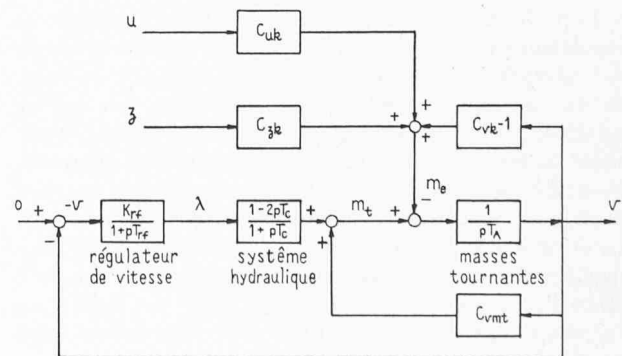 u
C_uk
+
ʒ
C_ʒk
+
+
+
C_vk-1
o
+
-
-v
K_rf
1+pT_rf
régulateur
de vitesse
λ
1-2pT_c
1+pT_c
système
hydraulique
+
+
m_t
+
m_e
-
1
pT_A
masses
tournantes
v
C_vmt